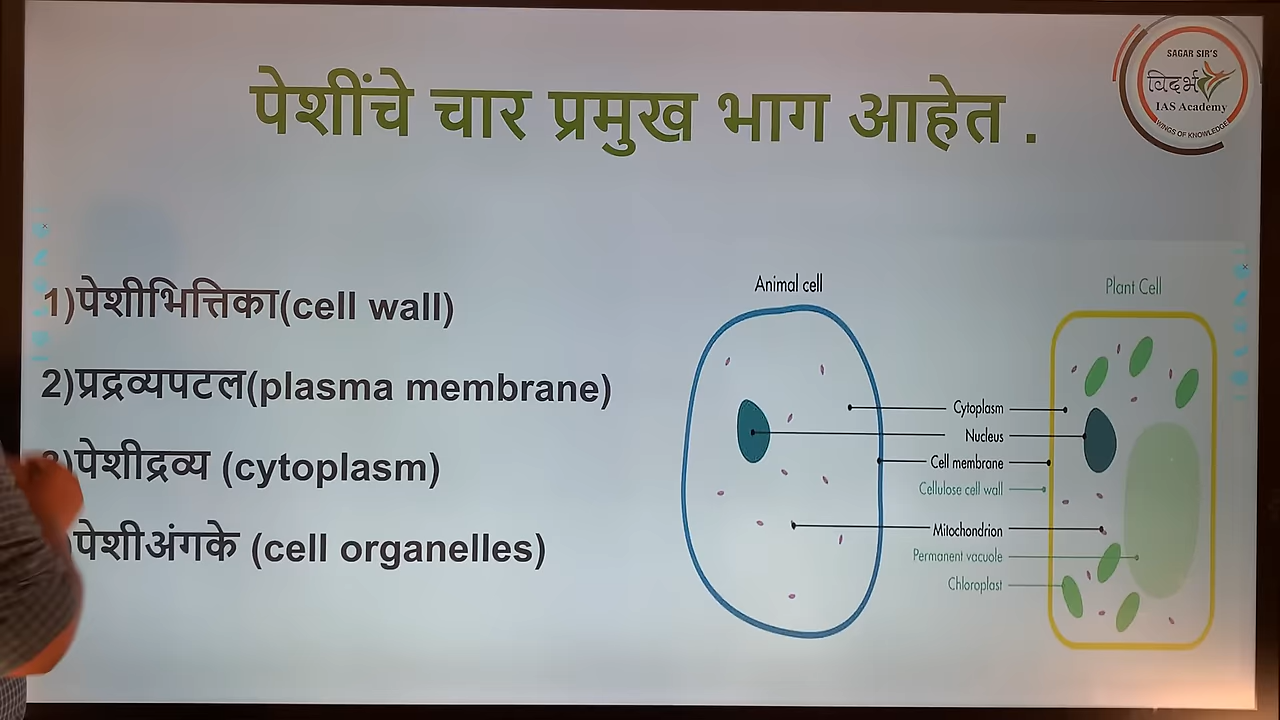 पेशींचे चार प्रमुख भाग आहेत .
SAGAR SIR'S
विदर्भ
IAS Academy
WINGS OF KNOWLEDGE
1)पेशीभित्तिका(cell wall)
2)प्रद्रव्यपटल(plasma membrane)
)पेशीद्रव्य (cytoplasm)
पेशीअंगके (cell organelles)
Animal cell
Plant Cell
Cytoplasm
Nucleus
Cell membrane
Cellulose cell wall
Mitochondrion
Permanent vacuole
Chloroplast